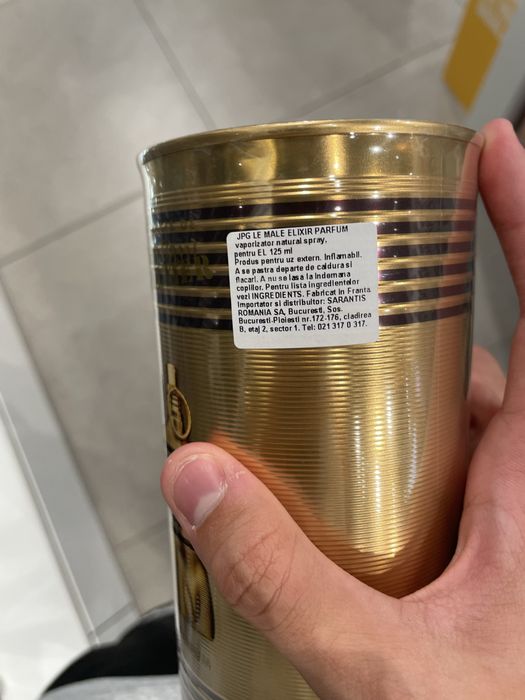 JPG LE MALE ELIXIR PARFUM
vaporizator natural spray.
pentru EL 125 ml
Produs pentru uz extern. Inflamabil.
A se pastra departe de caldura si
flacari. A nu se lasa la indemana
copiilor. Pentru lista ingredientelor
vezi INGREDIENTS. Fabricat in Franta
Importator si distribuitor: SARANTIS
ROMANIA SA, Bucuresti, Sos.
Bucuresti-Ploiesti nr.172-176, cladirea
B, etaj 2, sector 1. Tel: 021 317 0 317.